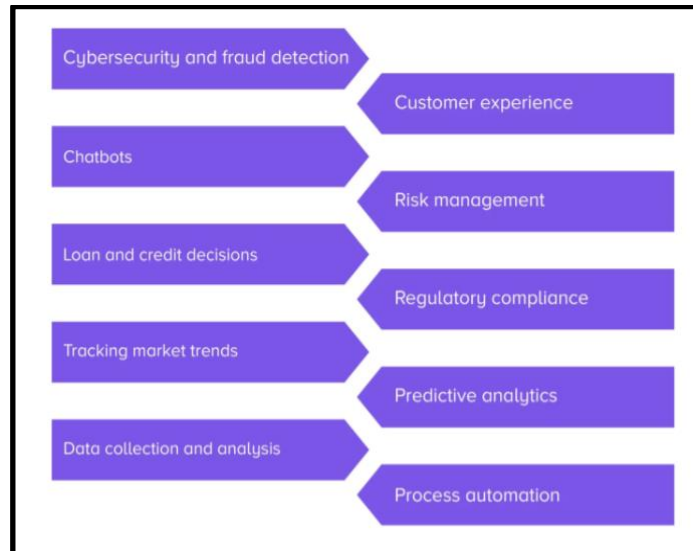 Cybersecurity and fraud detection
Customer experience
Chatbots
Risk management
Loan and credit decisions
Regulatory compliance
Tracking market trends
Predictive analytics
Data collection and analysis
Process automation